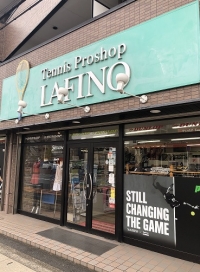 Tennis Proshop
LAFINO
STILL
CHANGING
THE GAME